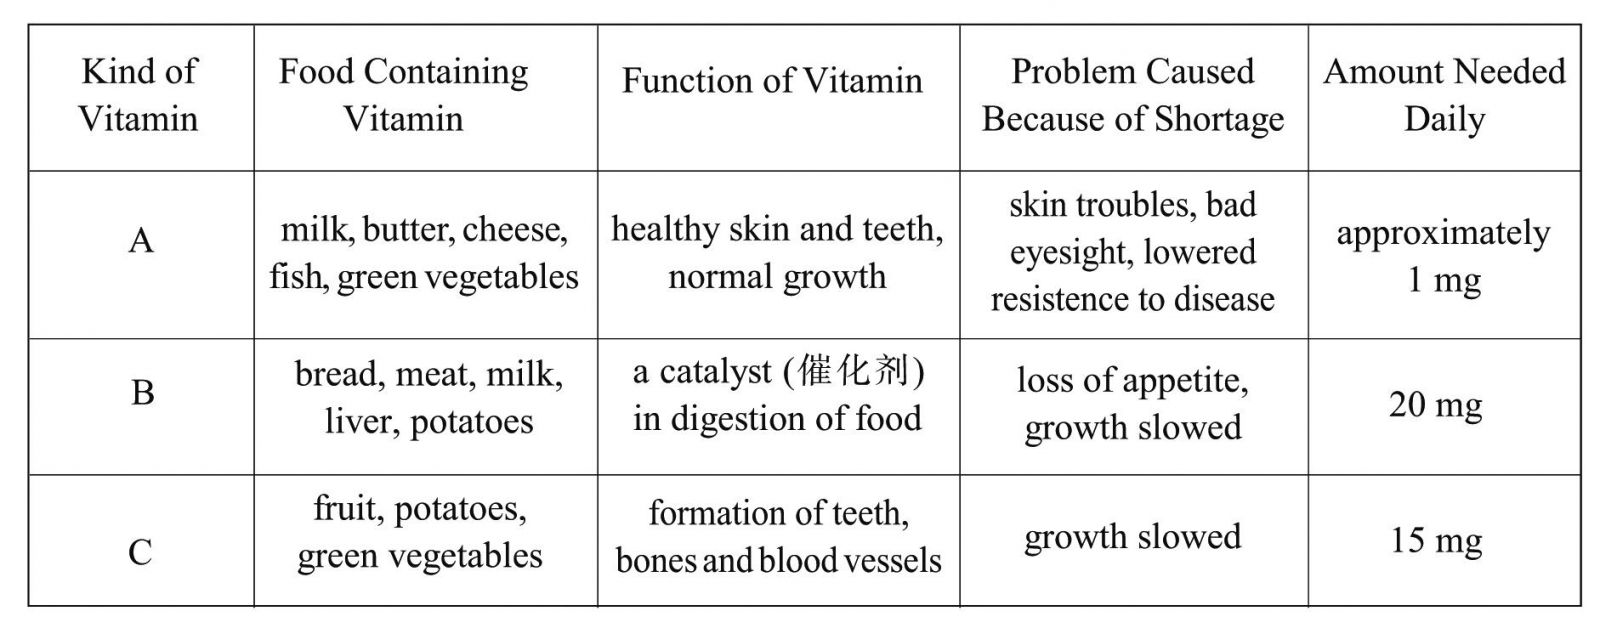 Kind of
Vitamin
Food Containing
Vitamin
Function of Vitamin
Problem Caused
Because of Shortage
Amount Needed
Daily
A
milk, butter, cheese,
fish, green vegetables
healthy skin and teeth,
normal growth
skin troubles, bad
eyesight, lowered
resistence to disease
approximately
1 mg
B
bread, meat, milk,
liver, potatoes
a catalyst (催化剂)
in digestion of food
loss of appetite,
growth slowed
20 mg
C
fruit, potatoes,
green vegetables
formation of teeth,
bones and blood vessels
growth slowed
15 mg